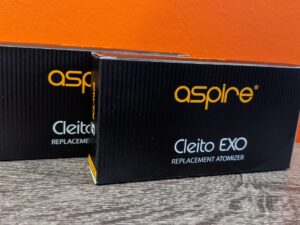 aspire
Cleito
REPLACEMENT
aspire®
Cleito EXO
REPLACEMENT ATOMIZER